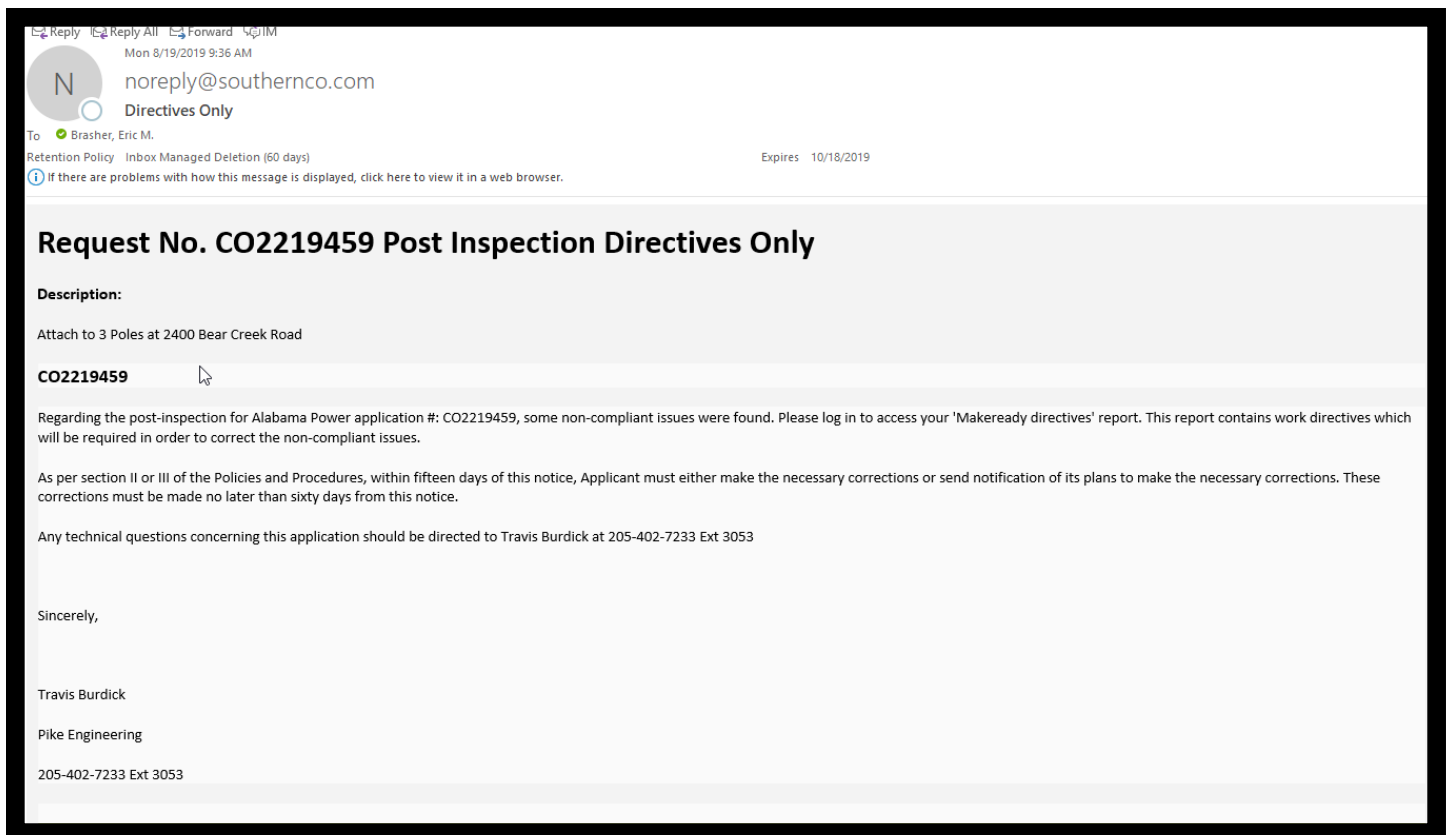 Reply Reply All Forward IM
Mon 8/19/2019 9:36 AM
N
noreply@southernco.com
Directives Only
To Brasher, Eric M.
Retention Policy Inbox Managed Deletion (60 days) Expires 10/18/2019
If there are problems with how this message is displayed, click here to view it in a web browser.
Request No. CO2219459 Post Inspection Directives Only
Description:
Attach to 3 Poles at 2400 Bear Creek Road
CO2219459
Regarding the post-inspection for Alabama Power application #: CO2219459, some non-compliant issues were found. Please log in to access your 'Makeready directives' report. This report contains work directives which
will be required in order to correct the non-compliant issues.
As per section II or III of the Policies and Procedures, within fifteen days of this notice, Applicant must either make the necessary corrections or send notification of its plans to make the necessary corrections. These
corrections must be made no later than sixty days from this notice.
Any technical questions concerning this application should be directed to Travis Burdick at 205-402-7233 Ext 3053
Sincerely,
Travis Burdick
Pike Engineering
205-402-7233 Ext 3053